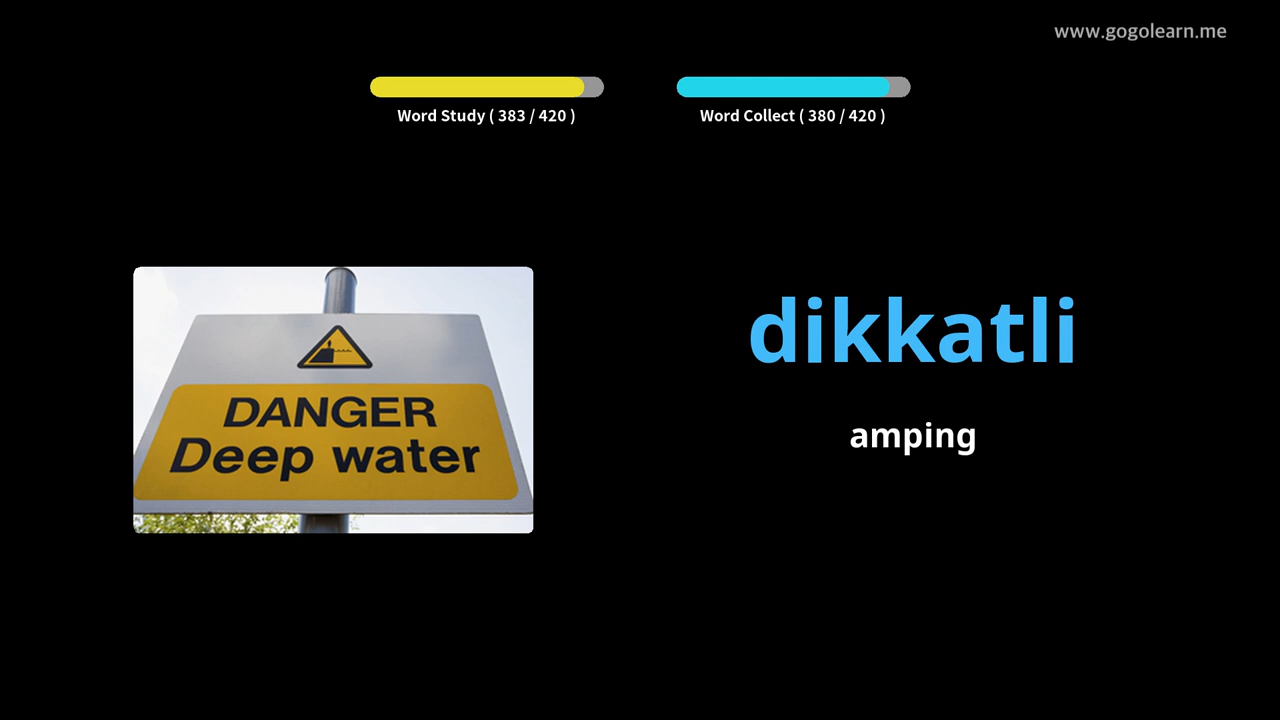 www.gogolearn.me
Word Study ( 383 / 420 )
Word Collect ( 380 / 420 )
DANGER
Deep water
dikkatli
amping